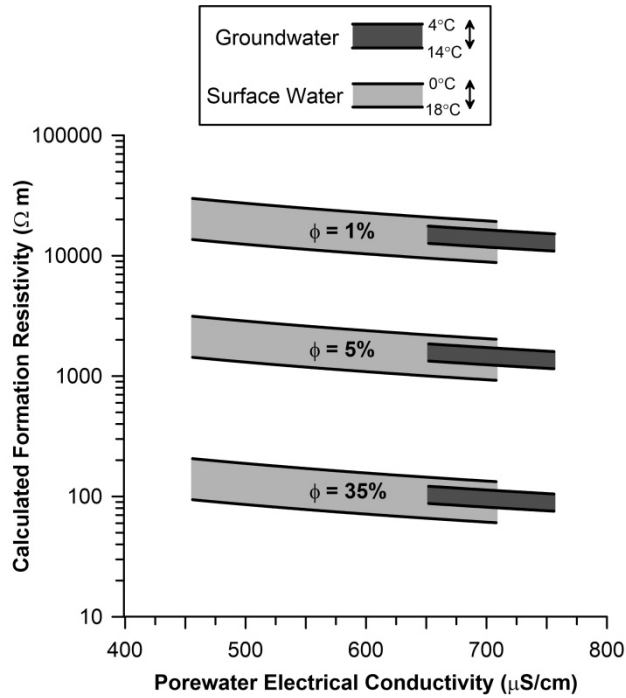 Groundwater
4°C
14°C
Surface Water
0°C
18°C
Calculated Formation Resistivity (Ω m)
100000
10000
1000
100
10
ϕ = 1%
ϕ = 5%
ϕ = 35%
400 500 600 700 800
Porewater Electrical Conductivity (μS/cm)